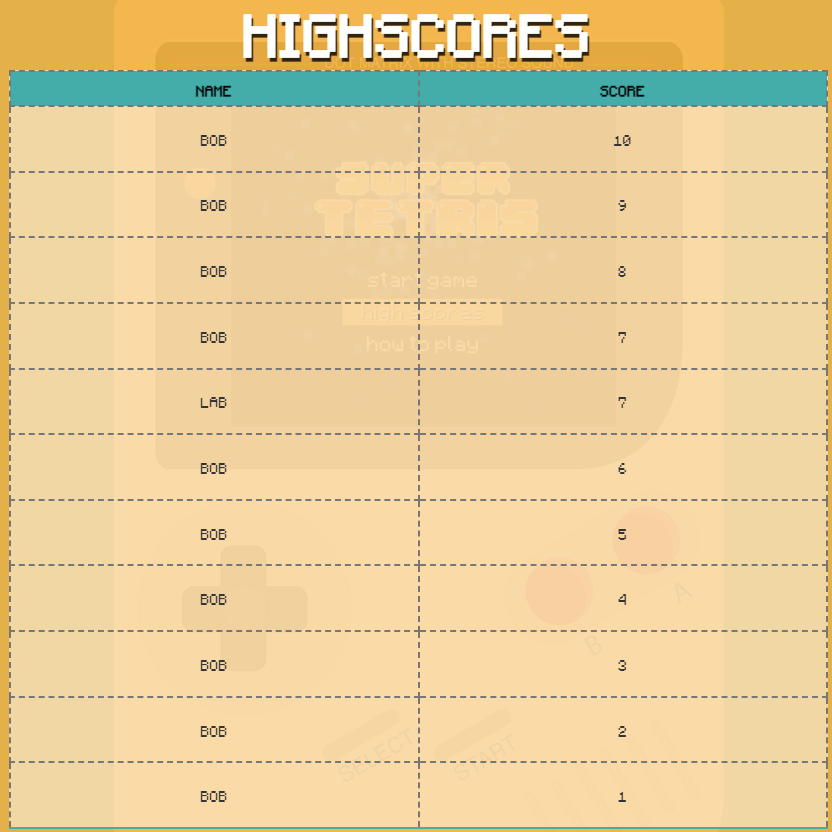 HIGHSCORES
NAME SCORE
BOB 10
BOB 9
BOB 8
BOB 7
LAB 7
BOB 6
BOB 5
BOB 4
BOB 3
BOB 2
BOB 1
SUPER
TETRIS
start game
highscores
how to play
A
B
SELECT
START